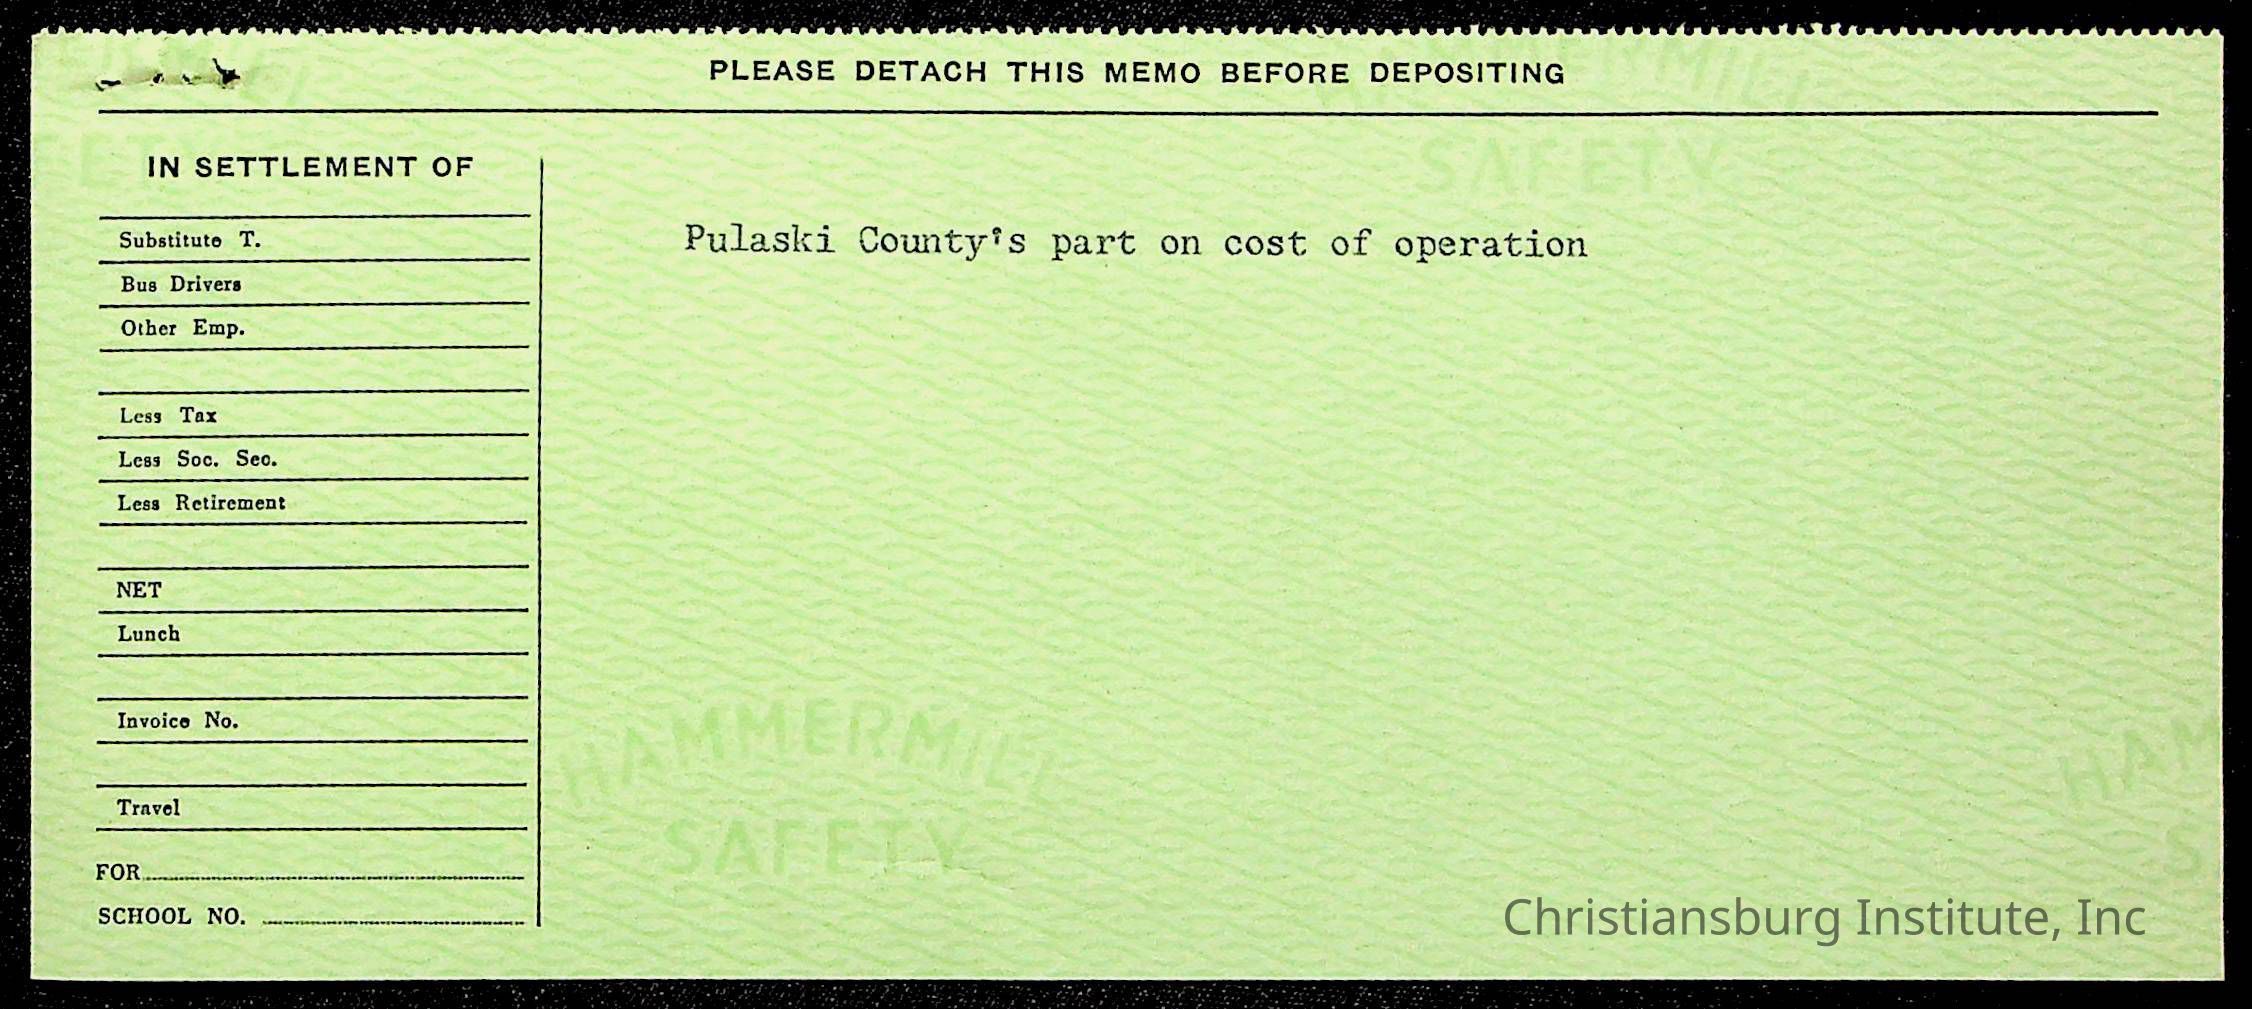 PLEASE DETACH THIS MEMO BEFORE DEPOSITING
IN SETTLEMENT OF
Substitute T.
Bus Drivers
Other Emp.
Less Tax
Less Soc. Sec.
Less Retirement
NET
Lunch
Invoice No.
Travel
FOR
SCHOOL NO.
Pulaski County's part on cost of operation
SAFETY
HAMMERMILL
SAFETY
HAM
S
Christiansburg Institute, Inc